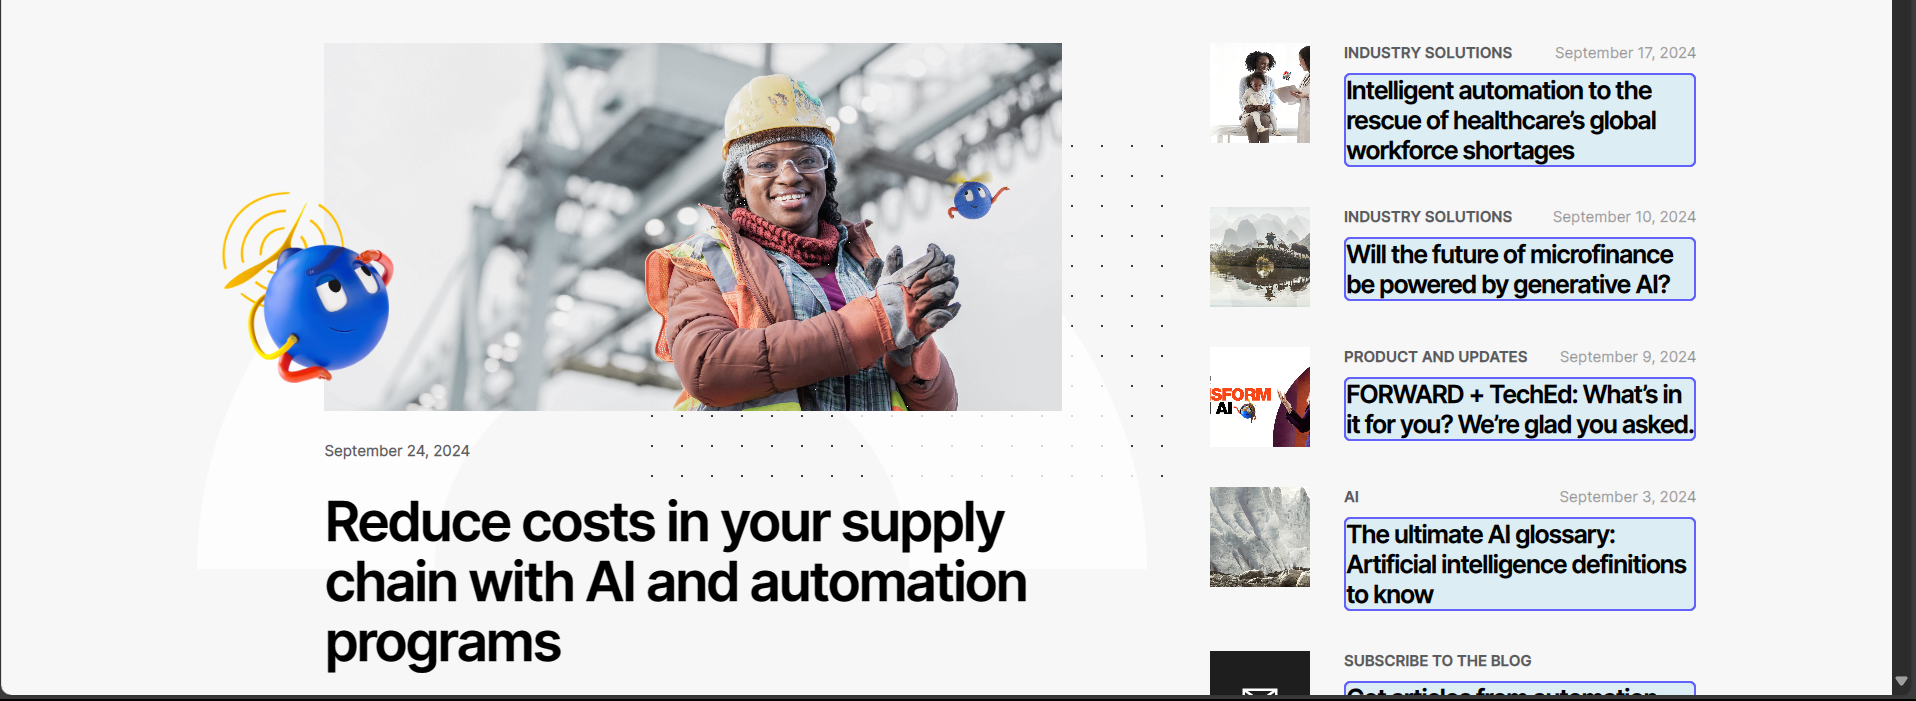 September 24, 2024
Reduce costs in your supply
chain with AI and automation
programs
INDUSTRY SOLUTIONS September 17, 2024
Intelligent automation to the
rescue of healthcare’s global
workforce shortages
INDUSTRY SOLUTIONS September 10, 2024
Will the future of microfinance
be powered by generative AI?
SFORM
AI
PRODUCT AND UPDATES September 9, 2024
FORWARD + TechEd: What’s in
it for you? We’re glad you asked.
AI September 3, 2024
The ultimate AI glossary:
Artificial intelligence definitions
to know
SUBSCRIBE TO THE BLOG
Get articles from automation